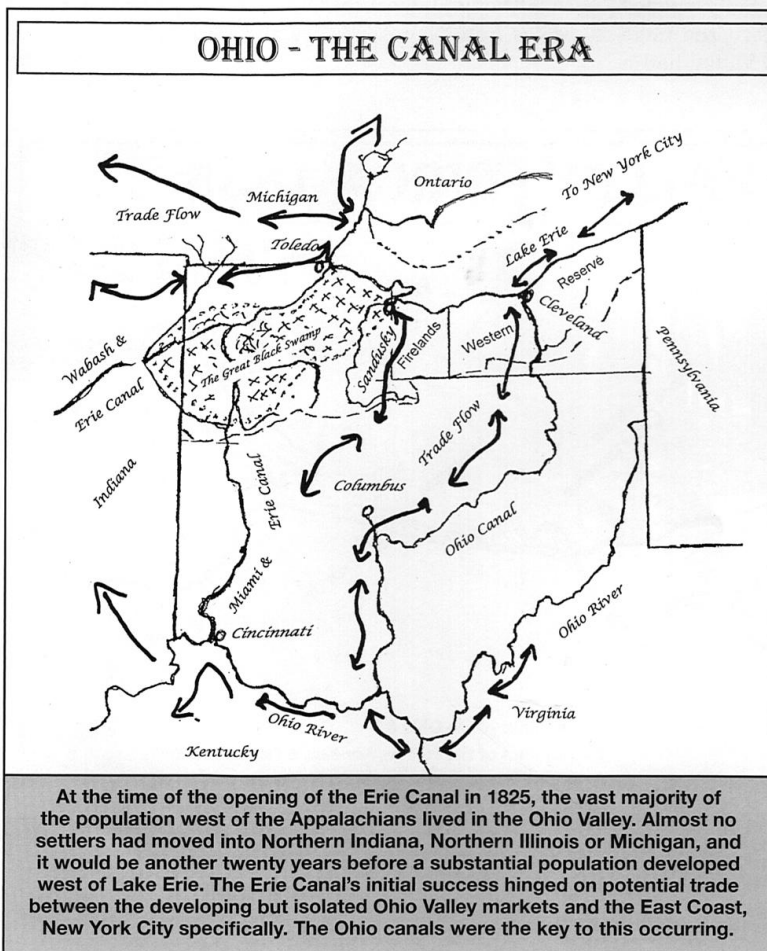 OHIO - THE CANAL ERA
To New York City
Ontario
Michigan
Trade Flow
Toledo
Lake Erie
Reserve
Cleveland
Western
Firelands
Sandusky
The Great Black Swamp
Pennsylvania
Wabash &
Erie Canal
Indiana
Trade Flow
Columbus
Ohio Canal
Miami &
Erie Canal
Cincinnati
Ohio River
Virginia
Ohio River
Kentucky
At the time of the opening of the Erie Canal in 1825, the vast majority of
the population west of the Appalachians lived in the Ohio Valley. Almost no
settlers had moved into Northern Indiana, Northern Illinois or Michigan, and
it would be another twenty years before a substantial population developed
west of Lake Erie. The Erie Canal's initial success hinged on potential trade
between the developing but isolated Ohio Valley markets and the East Coast,
New York City specifically. The Ohio canals were the key to this occurring.